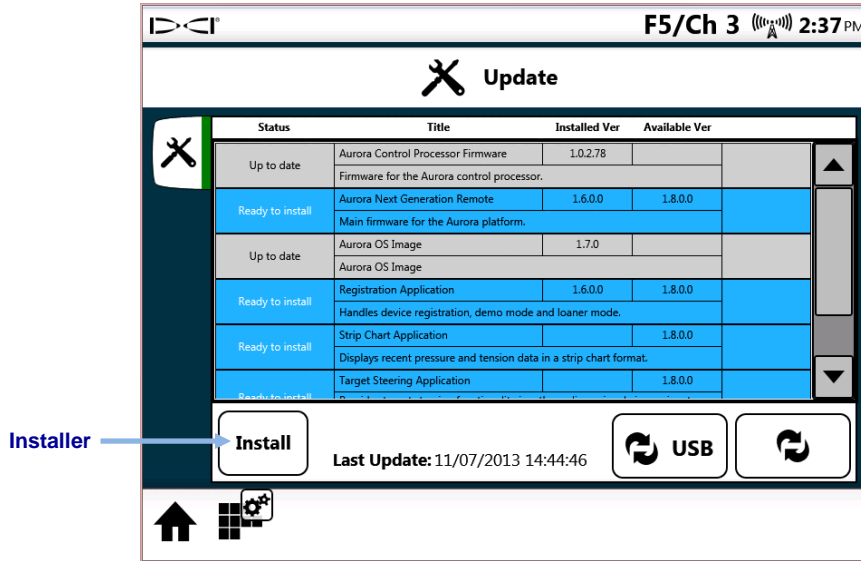 DCI® F5/Ch 3 2:37 PM
Update
Status Title Installed Ver Available Ver
Up to date Aurora Control Processor Firmware 1.0.2.78
Firmware for the Aurora control processor.
Ready to install Aurora Next Generation Remote 1.6.0.0 1.8.0.0
Main firmware for the Aurora platform.
Up to date Aurora OS Image 1.7.0
Aurora OS Image
Ready to install Registration Application 1.6.0.0 1.8.0.0
Handles device registration, demo mode and loaner mode.
Ready to install Strip Chart Application 1.8.0.0
Displays recent pressure and tension data in a strip chart format.
Target Steering Application 1.8.0.0
Ready to install
Installer Install Last Update: 11/07/2013 14:44:46 USB